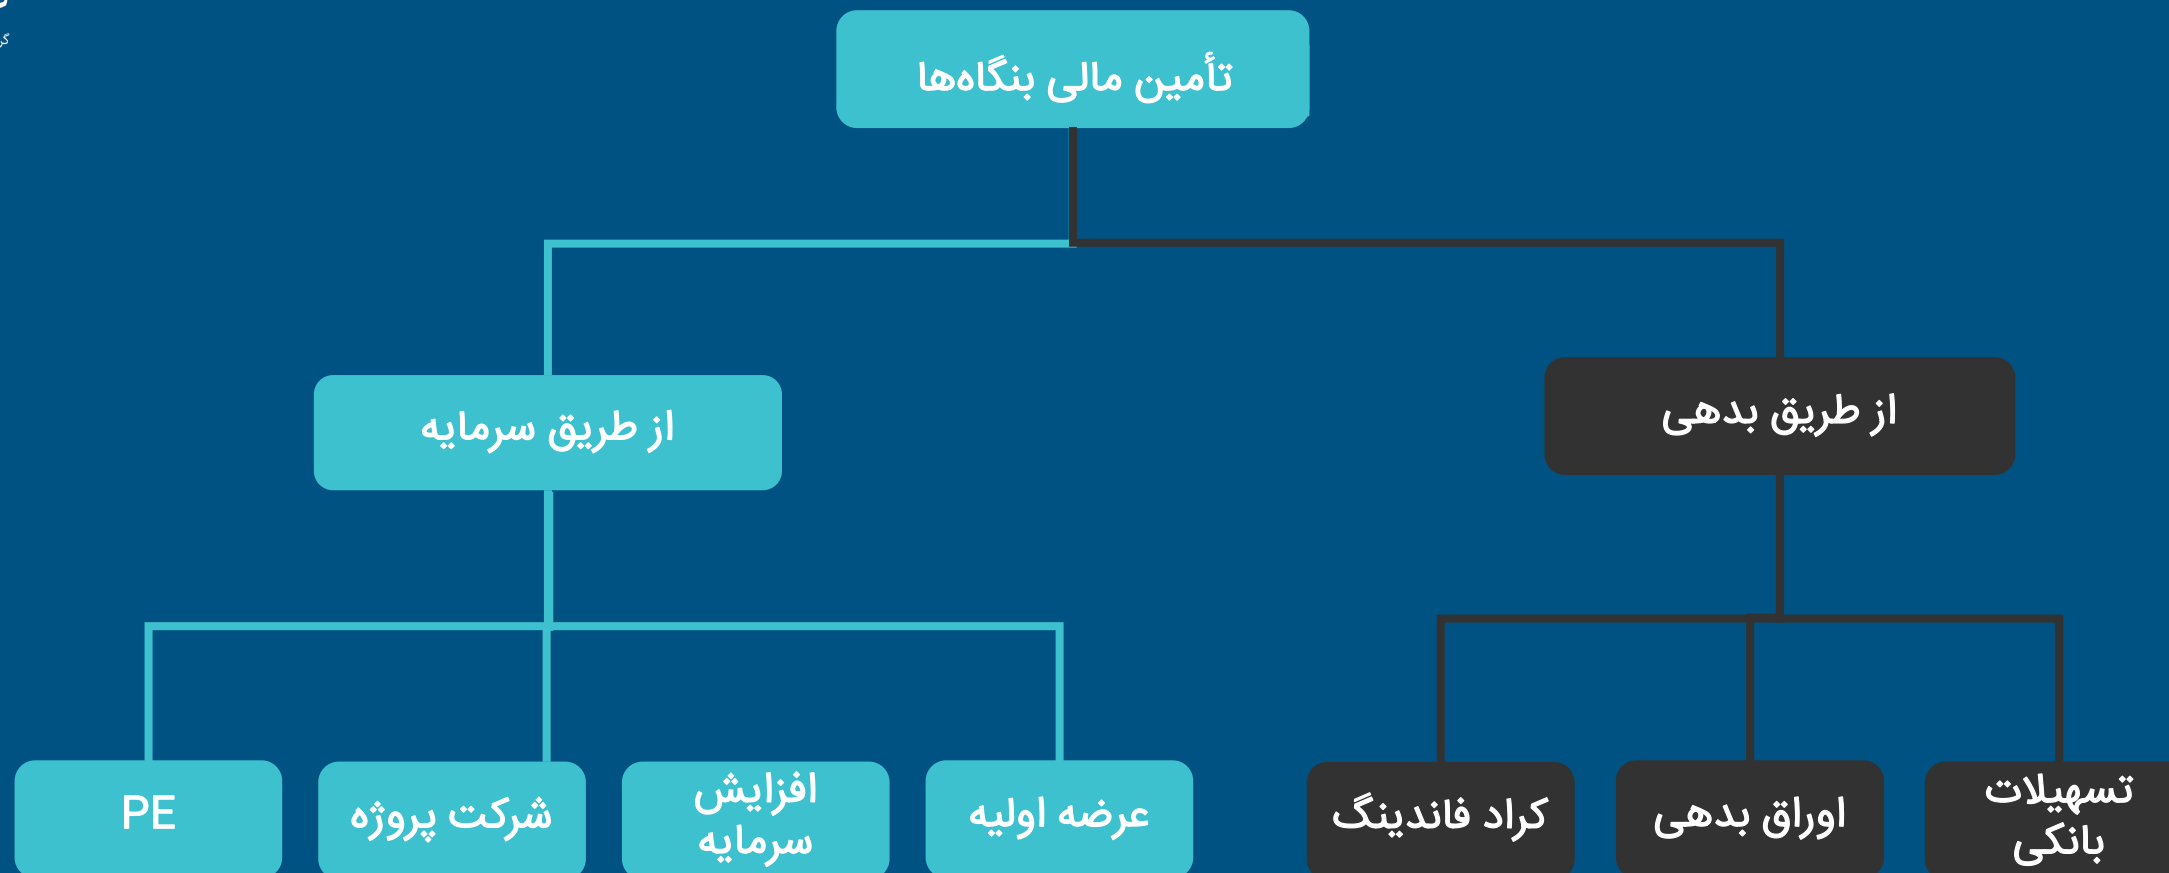 تأمین مالی بنگاه‌ها
از طریق بدهی
از طریق سرمایه
تسهیلات
بانکی
اوراق بدهی
کراد فاندینگ
عرضه اولیه
افزایش
سرمایه
شرکت پروژه
PE